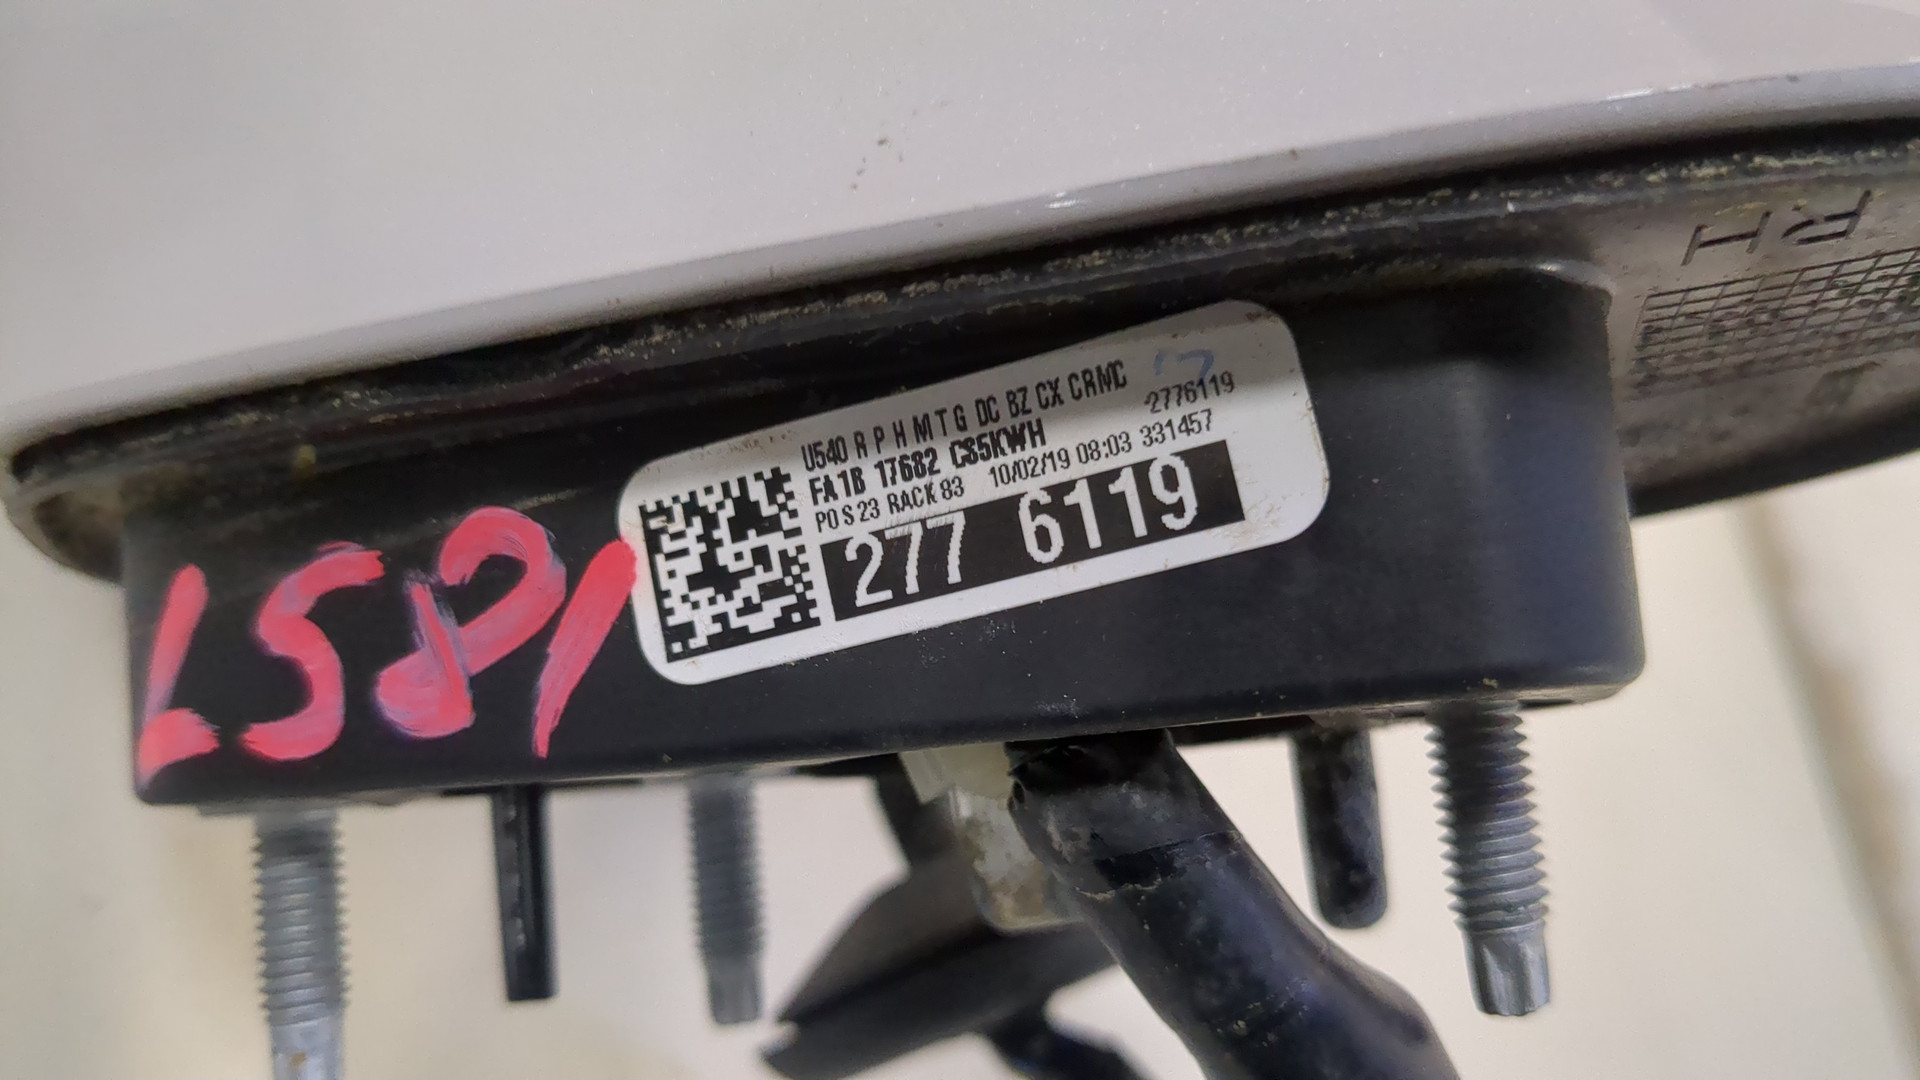 RH
U540 R P H M T G DC BZ CX CRMC
2776119
FA1B 17682 CS5KWH
POS 23 RACK 83 10/02/19 08:03 331457
277 6119